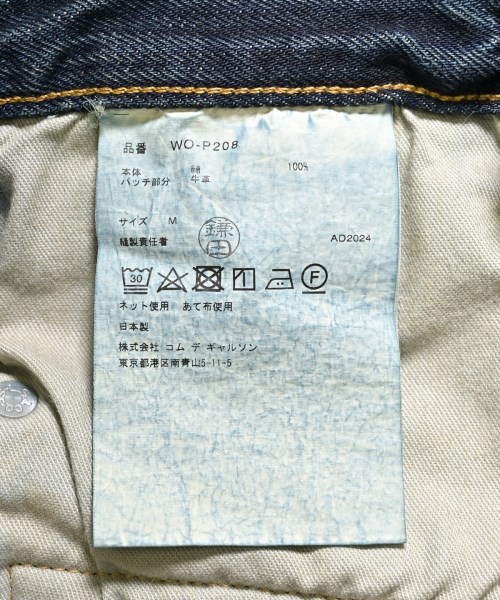 品番 WO-P208
本体 綿 100%
パッチ部分 牛革
サイズ M
縫製責任者 鎌田 AD2024
30 F
ネット使用 あて布使用
日本製
株式会社 コム デ ギャルソン
東京都港区南青山5-11-5